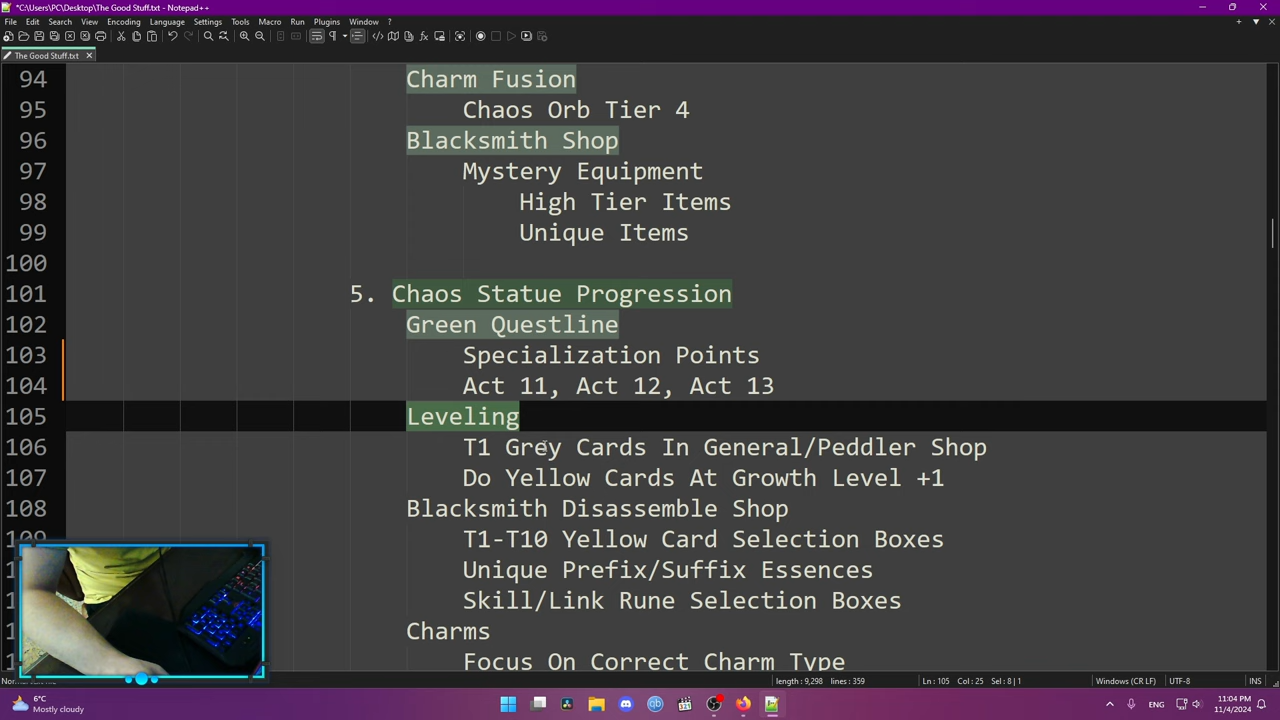 *C:\Users\PC\Desktop\The Good Stuff.txt - Notepad++
File Edit Search View Encoding Language Settings Tools Macro Run Plugins Window ?
The Good Stuff.txt
94 Charm Fusion
95 Chaos Orb Tier 4
96 Blacksmith Shop
97 Mystery Equipment
98 High Tier Items
99 Unique Items
100
101 5. Chaos Statue Progression
102 Green Questline
103 Specialization Points
104 Act 11, Act 12, Act 13
105 Leveling
106 T1 Grey Cards In General/Peddler Shop
107 Do Yellow Cards At Growth Level +1
108 Blacksmith Disassemble Shop
109 T1-T10 Yellow Card Selection Boxes
Unique Prefix/Suffix Essences
Skill/Link Rune Selection Boxes
Charms
Focus On Correct Charm Type
length : 9,298 lines : 359 Ln : 105 Col : 25 Sel : 8 | 1 Windows (CR LF) UTF-8 INS
6°C
Mostly cloudy
ENG
11:04 PM
11/4/2024